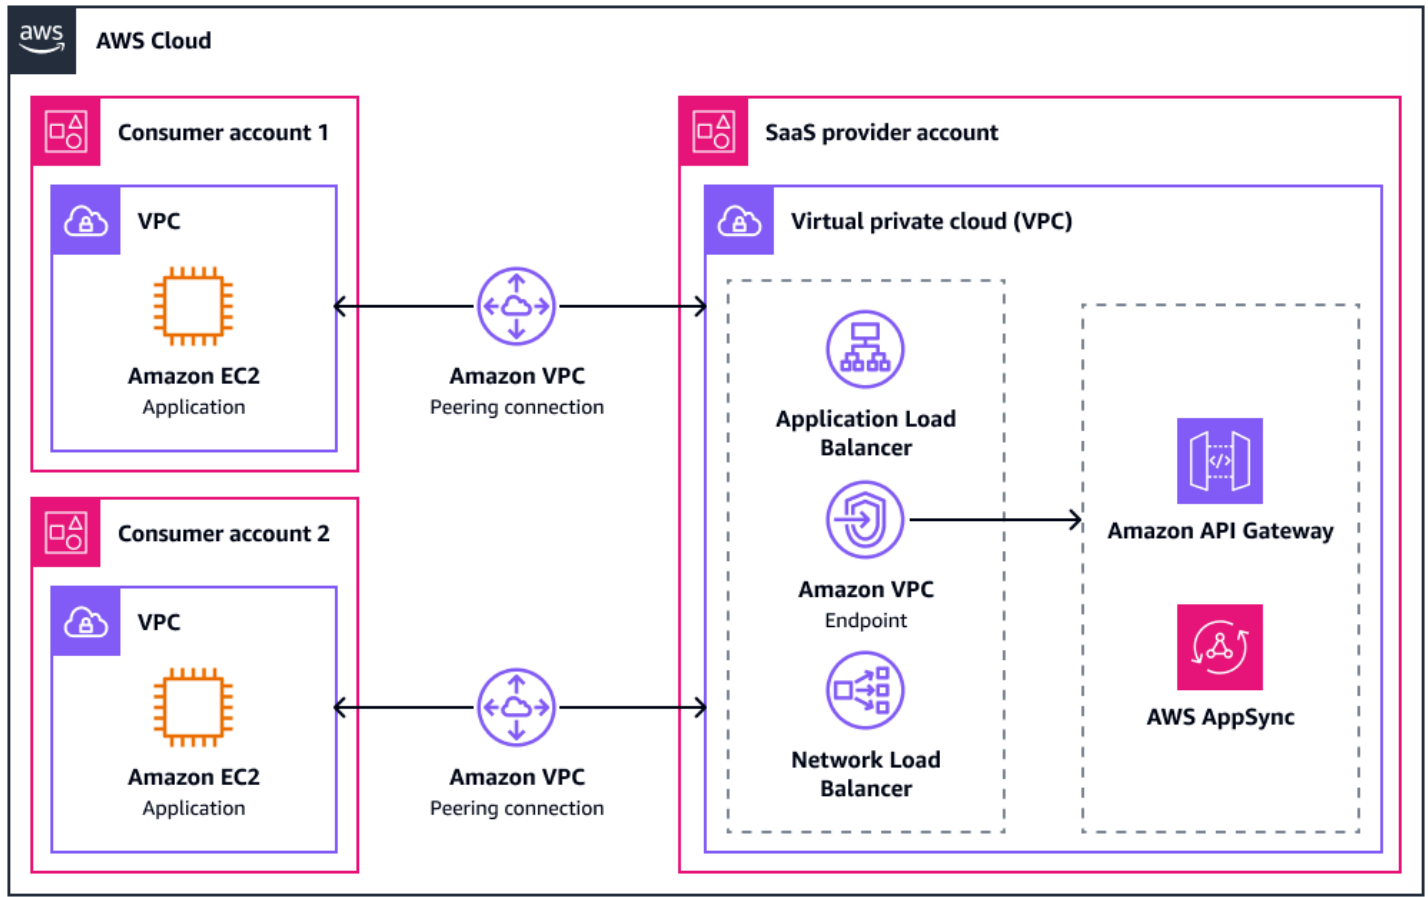 aws
AWS Cloud
Consumer account 1
VPC
Amazon EC2
Application
Amazon VPC
Peering connection
Consumer account 2
VPC
Amazon EC2
Application
Amazon VPC
Peering connection
SaaS provider account
Virtual private cloud (VPC)
Application Load
Balancer
Amazon VPC
Endpoint
Network Load
Balancer
</>
Amazon API Gateway
AWS AppSync